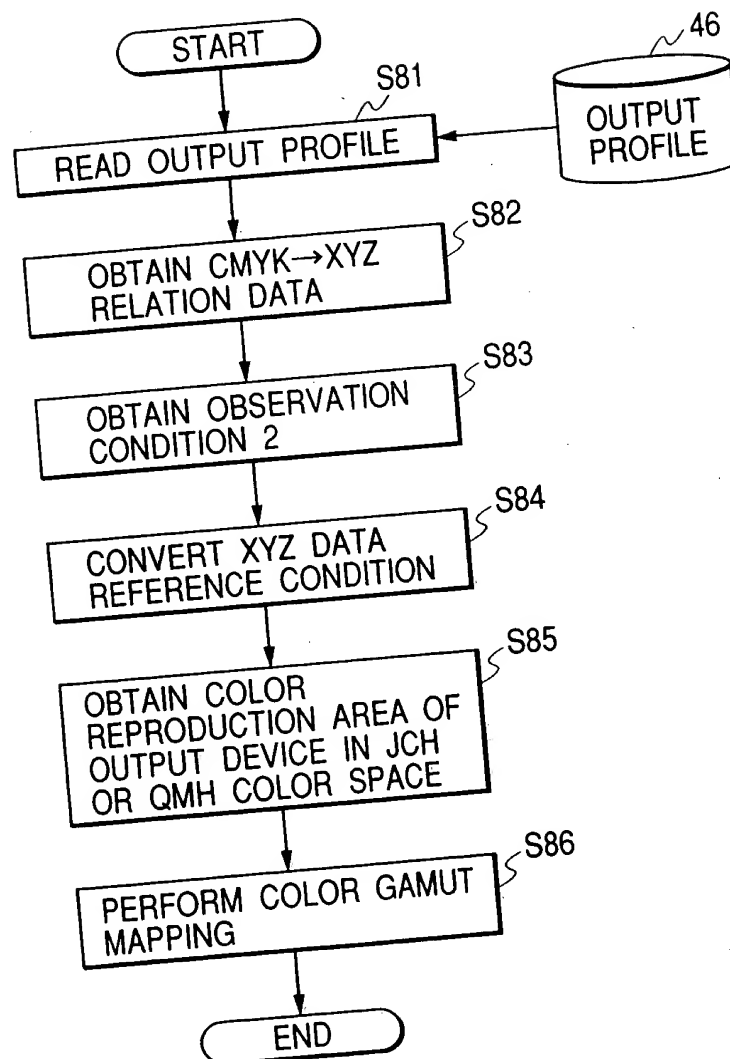 START
46
OUTPUT
PROFILE
S81
READ OUTPUT PROFILE
S82
OBTAIN CMYK→XYZ
RELATION DATA
S83
OBTAIN OBSERVATION
CONDITION 2
S84
CONVERT XYZ DATA
REFERENCE CONDITION
S85
OBTAIN COLOR
REPRODUCTION AREA OF
OUTPUT DEVICE IN JCH
OR QMH COLOR SPACE
S86
PERFORM COLOR GAMUT
MAPPING
END